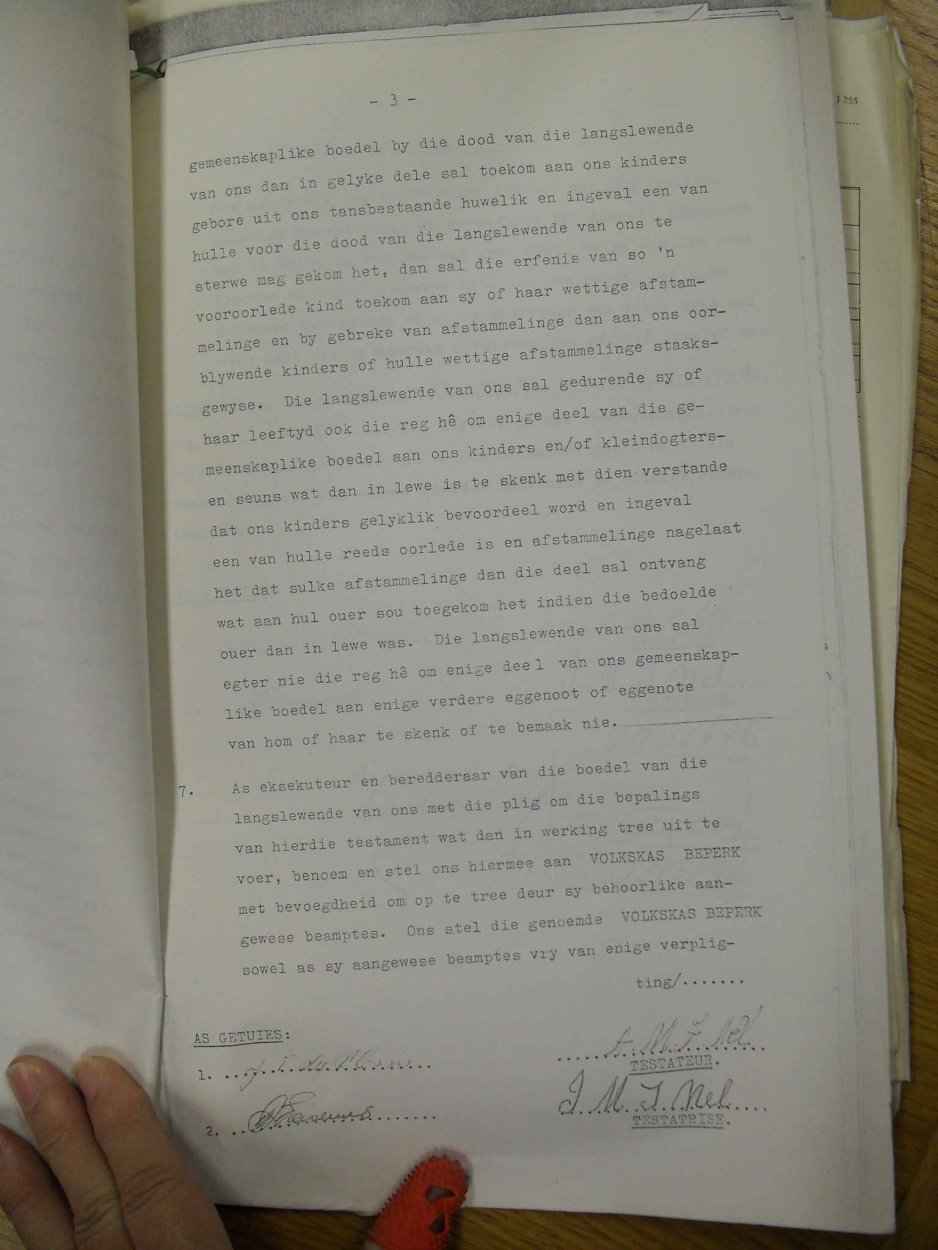 - 3 -
gemeenskaplike boedel by die dood van die langslewende
van ons dan in gelyke dele sal toekom aan ons kinders
gebore uit ons tansbestaande huwelik en ingeval een van
hulle voor die dood van die langslewende van ons te
sterwe mag gekom het, dan sal die erfenis van so 'n
vooroorlede kind toekom aan sy of haar wettige afstam-
melinge en by gebreke van afstammelinge dan aan ons oor-
blywende kinders of hulle wettige afstammelinge staaks-
gewyse. Die langslewende van ons sal gedurende sy of
haar leeftyd ook die reg hê om enige deel van die ge-
meenskaplike boedel aan ons kinders en/of kleindogters-
en seuns wat dan in lewe is te skenk met dien verstande
dat ons kinders gelyklik bevoordeel word en ingeval
een van hulle reeds oorlede is en afstammelinge nagelaat
het dat sulke afstammelinge dan die deel sal ontvang
wat aan hul ouer sou toegekom het indien die bedoelde
ouer dan in lewe was. Die langslewende van ons sal
egter nie die reg hê om enige deel van ons gemeenskap-
like boedel aan enige verdere eggenoot of eggenote
van hom of haar te skenk of te bemaak nie.
7. As eksekuteur en beredderaar van die boedel van die
langslewende van ons met die plig om die bepalings
van hierdie testament wat dan in werking tree uit te
voer, benoem en stel ons hiermee aan VOLKSKAS BEPERK
met bevoegdheid om op te tree deur sy behoorlike aan-
gewese beamptes. Ons stel die genoemde VOLKSKAS BEPERK
sowel as sy aangewese beamptes vry van enige verplig-
ting/.......
AS GETUIES:
1.
Nel
TESTATEUR.
2.
J M J Nel
TESTATRISE.
J 255